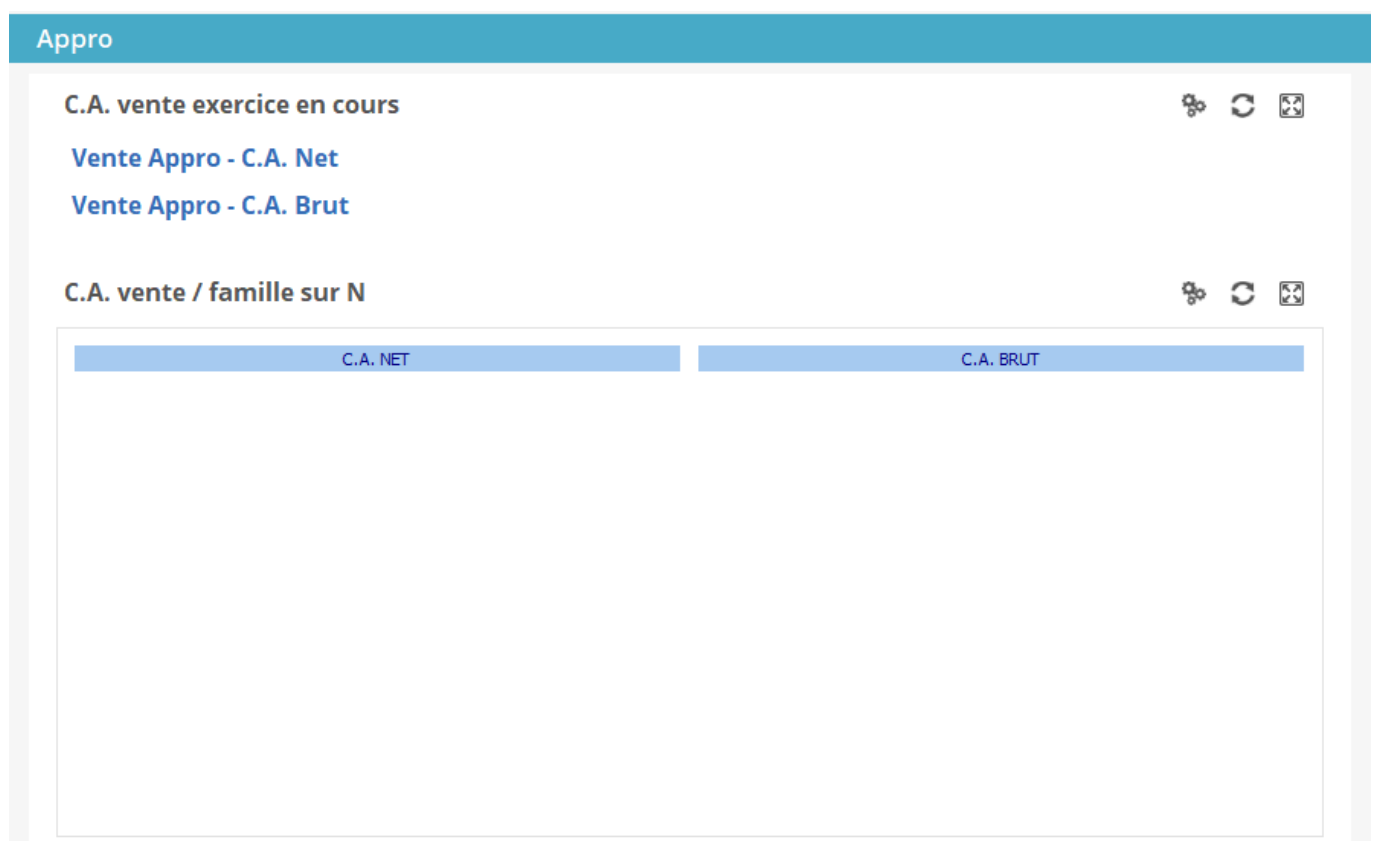 Appro
C.A. vente exercice en cours
Vente Appro - C.A. Net
Vente Appro - C.A. Brut
C.A. vente / famille sur N
C.A. NET
C.A. BRUT